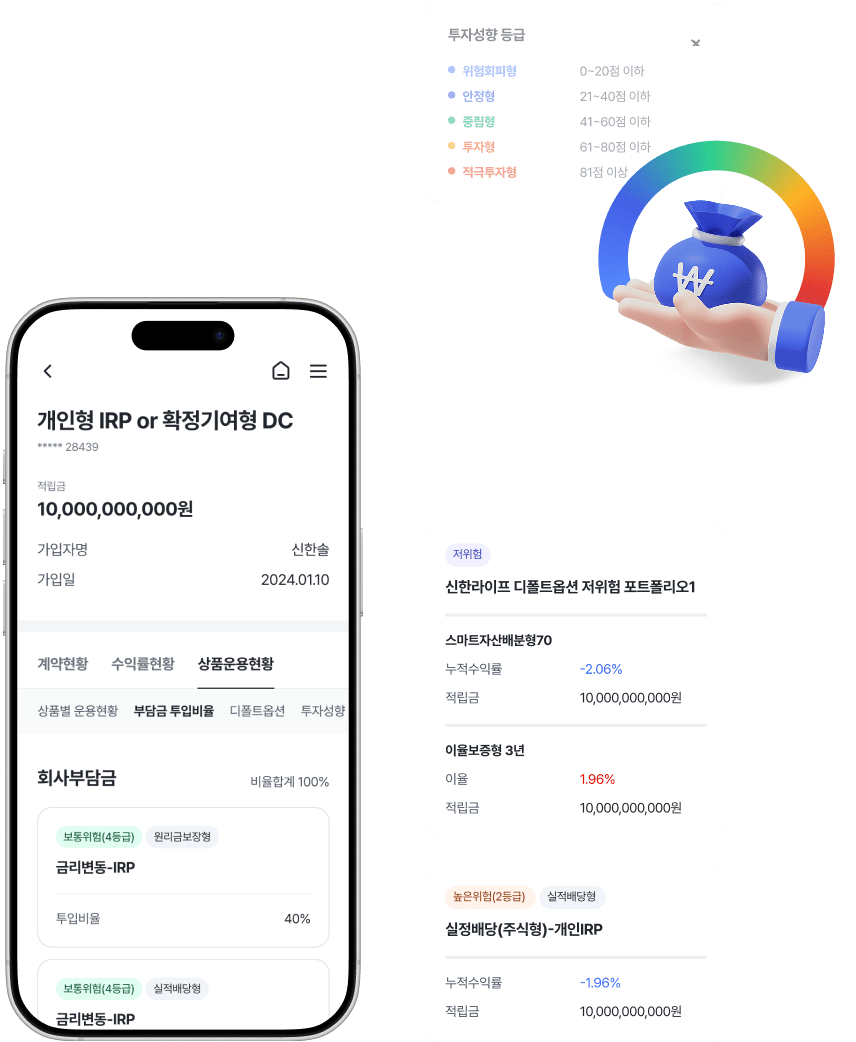 투자성향 등급
위험회피형 0~20점 이하
안정형 21~40점 이하
중립형 41~60점 이하
투자형 61~80점 이하
적극투자형 81점 이상
₩
개인형 IRP or 확정기여형 DC
***** 28439
적립금
10,000,000,000원
가입자명 신한솔
가입일 2024.01.10
계약현황 수익률현황 상품운용현황
상품별 운용현황 부담금 투입비율 디폴트옵션 투자성향
회사부담금 비율합계 100%
보통위험(4등급) 원리금보장형
금리변동-IRP
투입비율 40%
보통위험(4등급) 실적배당형
금리변동-IRP
저위험
신한라이프 디폴트옵션 저위험 포트폴리오1
스마트자산배분형70
누적수익률 -2.06%
적립금 10,000,000,000원
이율보증형 3년
이율 1.96%
적립금 10,000,000,000원
높은위험(2등급) 실적배당형
실정배당(주식형)-개인IRP
누적수익률 -1.96%
적립금 10,000,000,000원